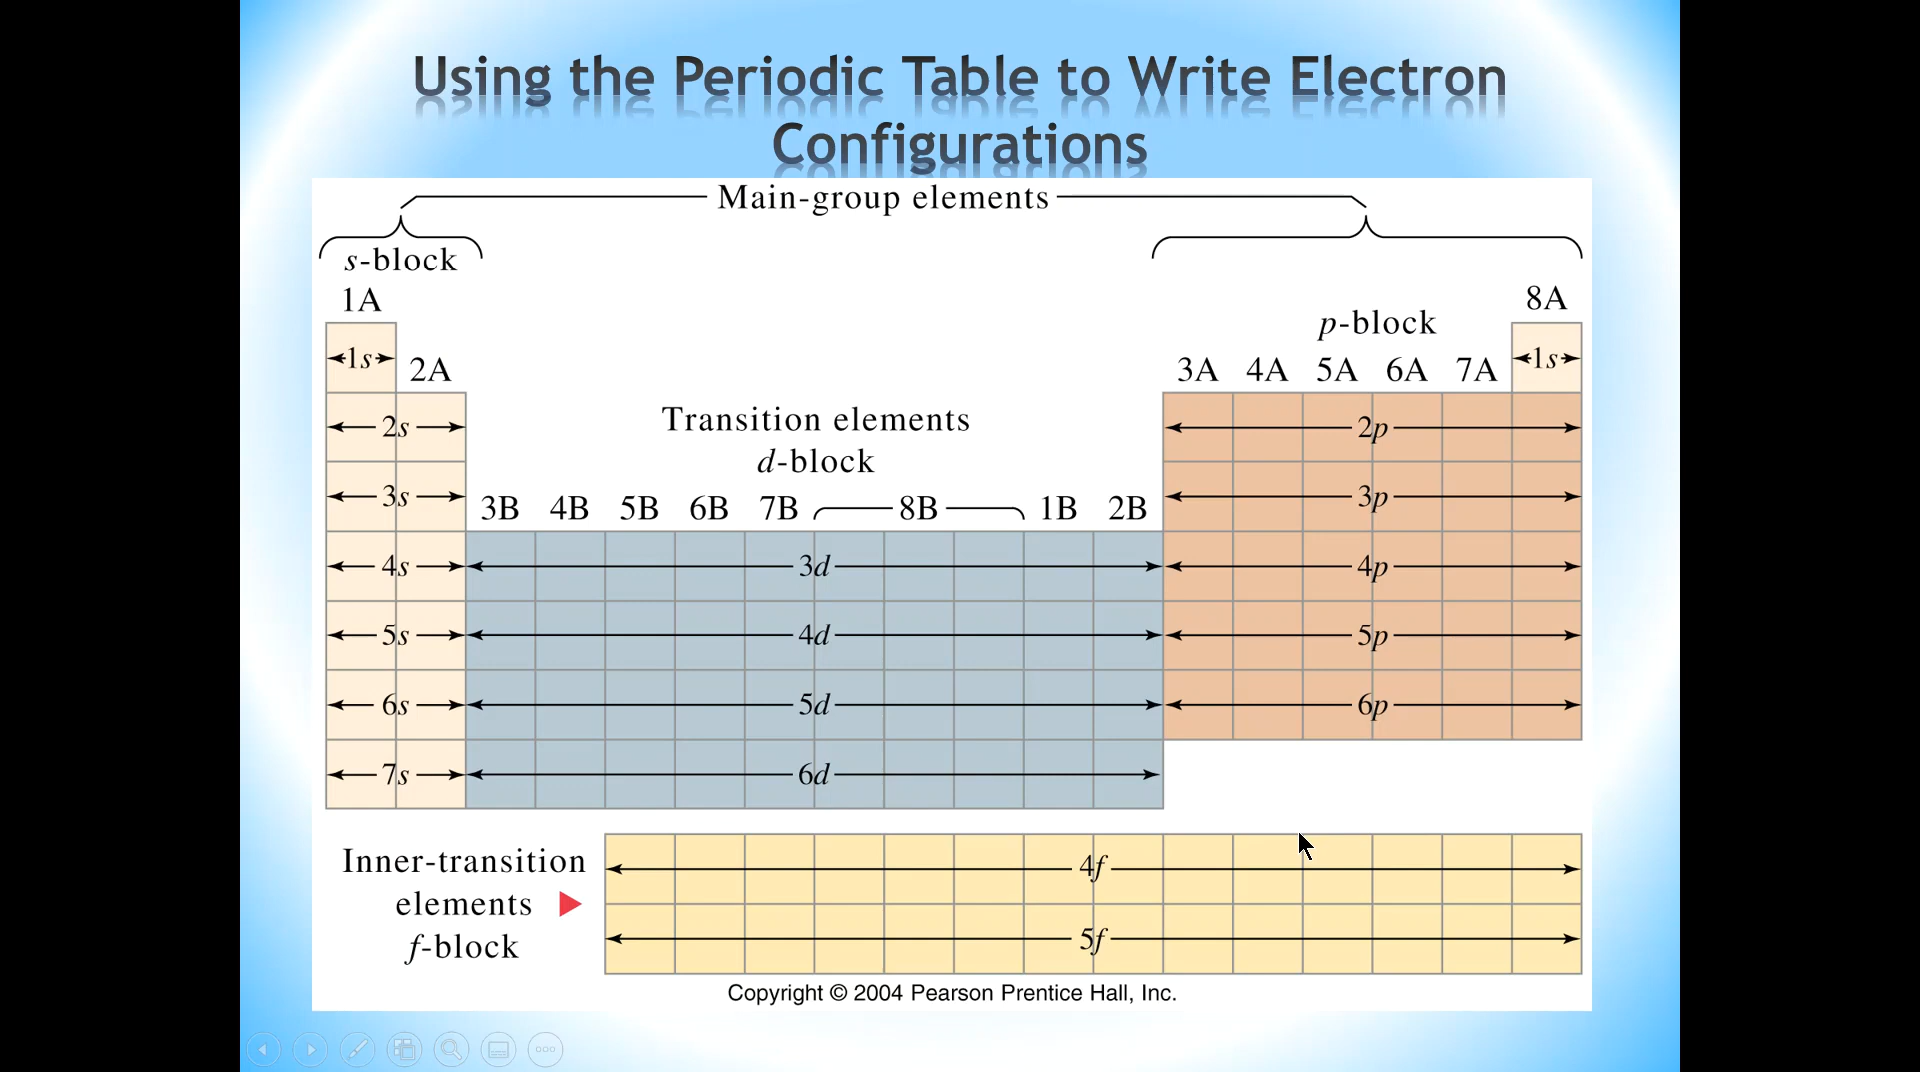 Using the Periodic Table to Write Electron
Configurations
Main-group elements
s-block
1A
8A
p-block
1s
2A
3A 4A 5A 6A 7A
1s
2s
Transition elements
2p
d-block
3s
3B 4B 5B 6B 7B 8B 1B 2B
3p
4s 3d 4p
5s 4d 5p
6s 5d 6p
7s 6d
Inner-transition
elements
f-block
4f
5f
Copyright © 2004 Pearson Prentice Hall, Inc.